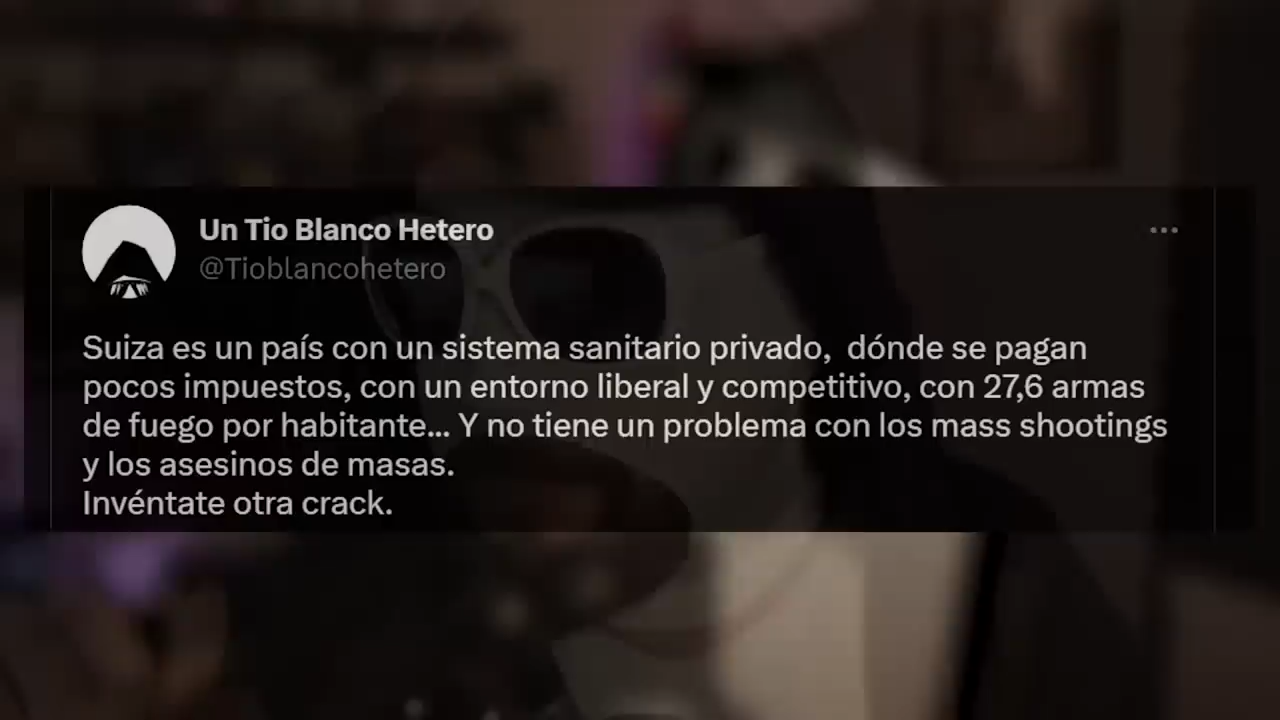 Un Tio Blanco Hetero
@Tioblancohetero
Suiza es un país con un sistema sanitario privado, dónde se pagan
pocos impuestos, con un entorno liberal y competitivo, con 27,6 armas
de fuego por habitante... Y no tiene un problema con los mass shootings
y los asesinos de masas.
Invéntate otra crack.